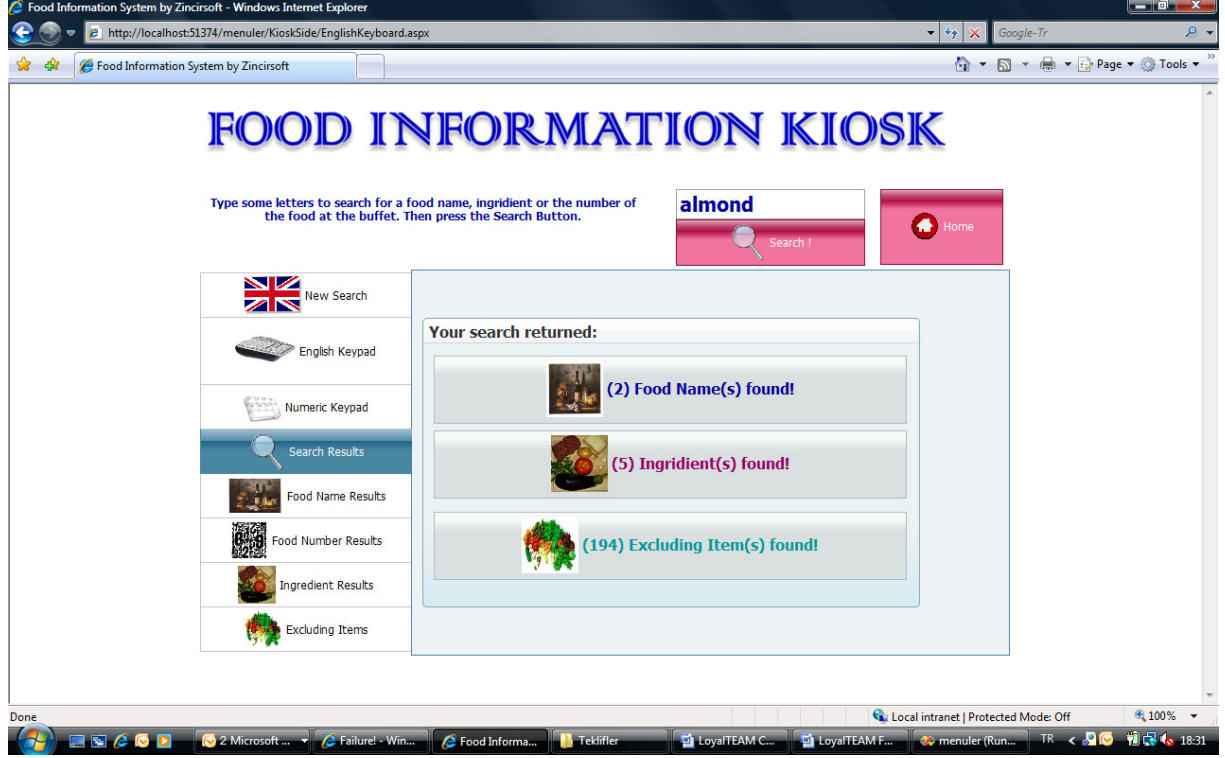 Food Information System by Zincirsoft - Windows Internet Explorer
http://localhost:51374/menuler/KioskSide/EnglishKeyboard.aspx
Google-Tr
Food Information System by Zincirsoft
Page
Tools
FOOD INFORMATION KIOSK
Type some letters to search for a food name, ingridient or the number of
the food at the buffet. Then press the Search Button.
almond
Search !
Home
New Search
English Keypad
Numeric Keypad
Search Results
Food Name Results
Food Number Results
Ingredient Results
Excluding Items
Your search returned:
(2) Food Name(s) found!
(5) Ingridient(s) found!
(194) Excluding Item(s) found!
Done
Local intranet | Protected Mode: Off
100%
2 Microsoft ...
Failure! - Win...
Food Informa...
Teklifler
LoyalTEAM C...
LoyalTEAM F...
menuler (Run...
TR
18:31